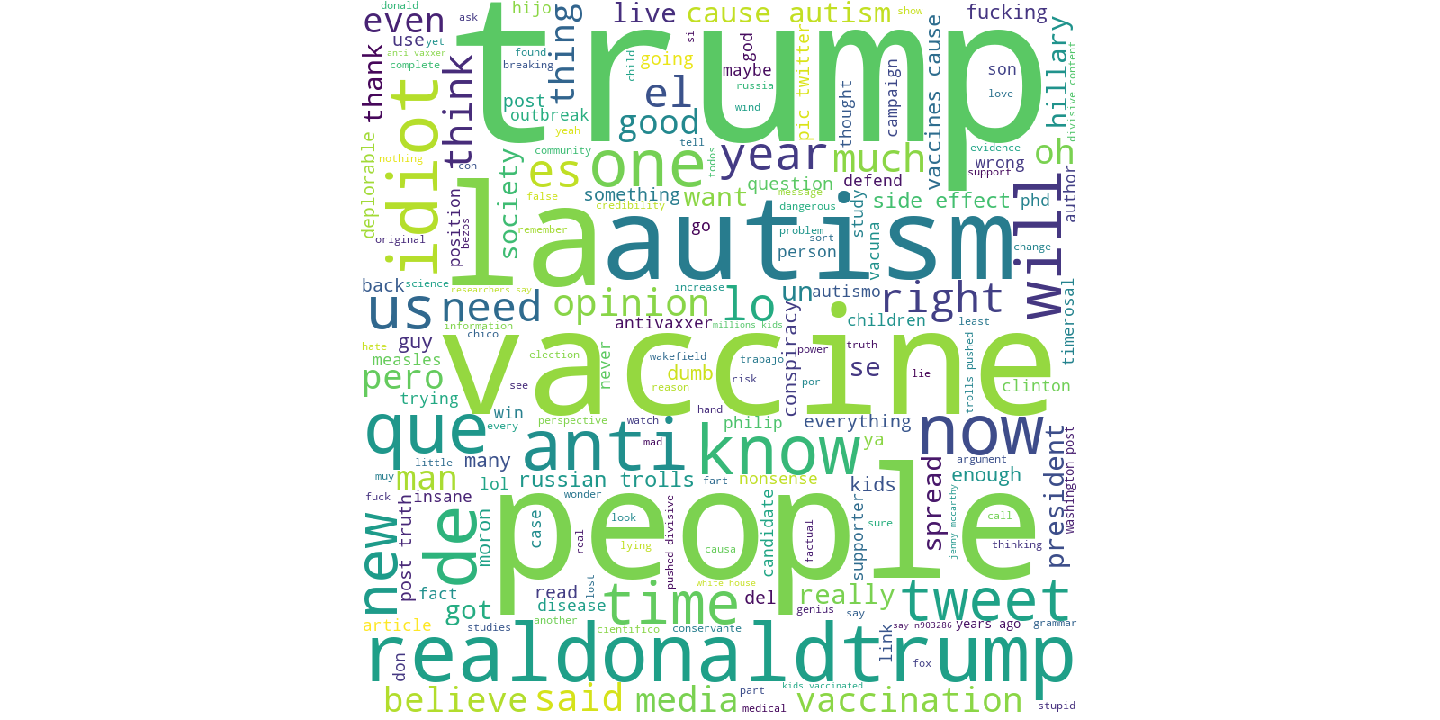 trump
donald
ask
hijo
live
cause autism
show
fucking
even
use
yet
anti vaxxer
complete
found
breaking
thing
si
god
going
child
maybe
russia
pic twitter
son
love
hillary
divisive content
thank
idiot
think
post
outbreak
yeah
el
good
wind
tell
thought
campaign
vaccines cause
evidence
wrong
support
oh
deplorable
nothing
con
society
community
es
one
todos
year
much
author
false
something
credibility
remember
want
question
message
defend
dangerous
study
side effect
phd
will
original
position
bezos
la
autism
go
problem
sort
person
vacuna
change
back
science
researchers say
increase
un
autismo
right
timerosal
us
need
opinion
lo
information
chico
antivaxxer
millions kids
conspiracy
children
least
hate
guy
measles
election
never
vaccine
wakefield
trabajo
power
truth
pero
trying
see
dumb
reason
risk
por
se
lie
clinton
trolls pushed
win
every
perspective
watch
hand
philip
everything
que
anti
mad
know
ya
now
argument
president
washington post
little
many
muy
man
lol
russian trolls
fart
nonsense
kids
spread
enough
fuck
insane
wonder
new
post truth
de
moron
case
people
look
real
lying
pushed divisive
causa
candidate
factual
supporter
sure
jenny mccarthy
call
thinking
fact
got
read
disease
lost
time
white house
del
really
genius
say
tweet
article
studies
another
cientifico
conservante
link
say n903286
years ago
grammar
don
realdonaldtrump
fox
believe
said
media
part
medical
kids vaccinated
vaccination
stupid